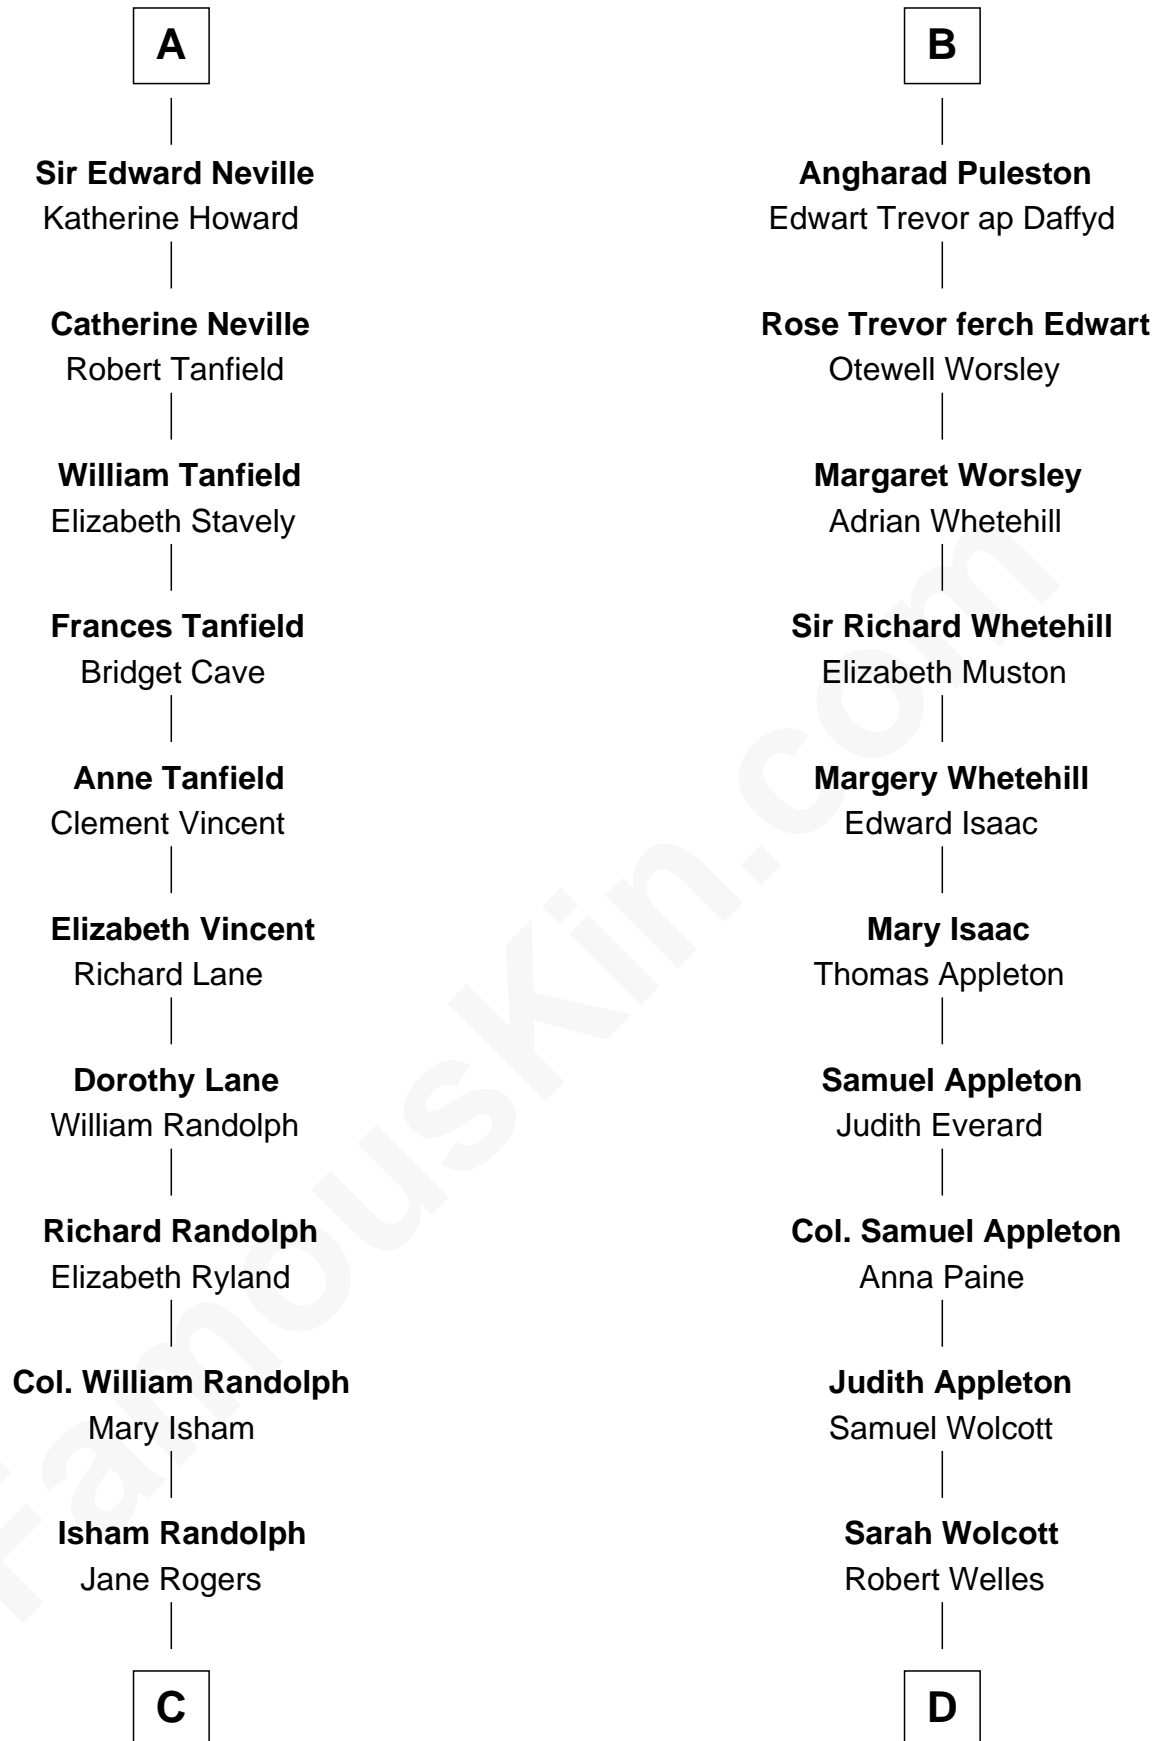 A
Sir Edward Neville
Katherine Howard
Catherine Neville
Robert Tanfield
William Tanfield
Elizabeth Stavely
Frances Tanfield
Bridget Cave
Anne Tanfield
Clement Vincent
Elizabeth Vincent
Richard Lane
Dorothy Lane
William Randolph
Richard Randolph
Elizabeth Ryland
Col. William Randolph
Mary Isham
Isham Randolph
Jane Rogers
C
B
Angharad Puleston
Edwart Trevor ap Daffyd
Rose Trevor ferch Edwart
Otewell Worsley
Margaret Worsley
Adrian Whetehill
Sir Richard Whetehill
Elizabeth Muston
Margery Whetehill
Edward Isaac
Mary Isaac
Thomas Appleton
Samuel Appleton
Judith Everard
Col. Samuel Appleton
Anna Paine
Judith Appleton
Samuel Wolcott
Sarah Wolcott
Robert Welles
D
FamousKin.com